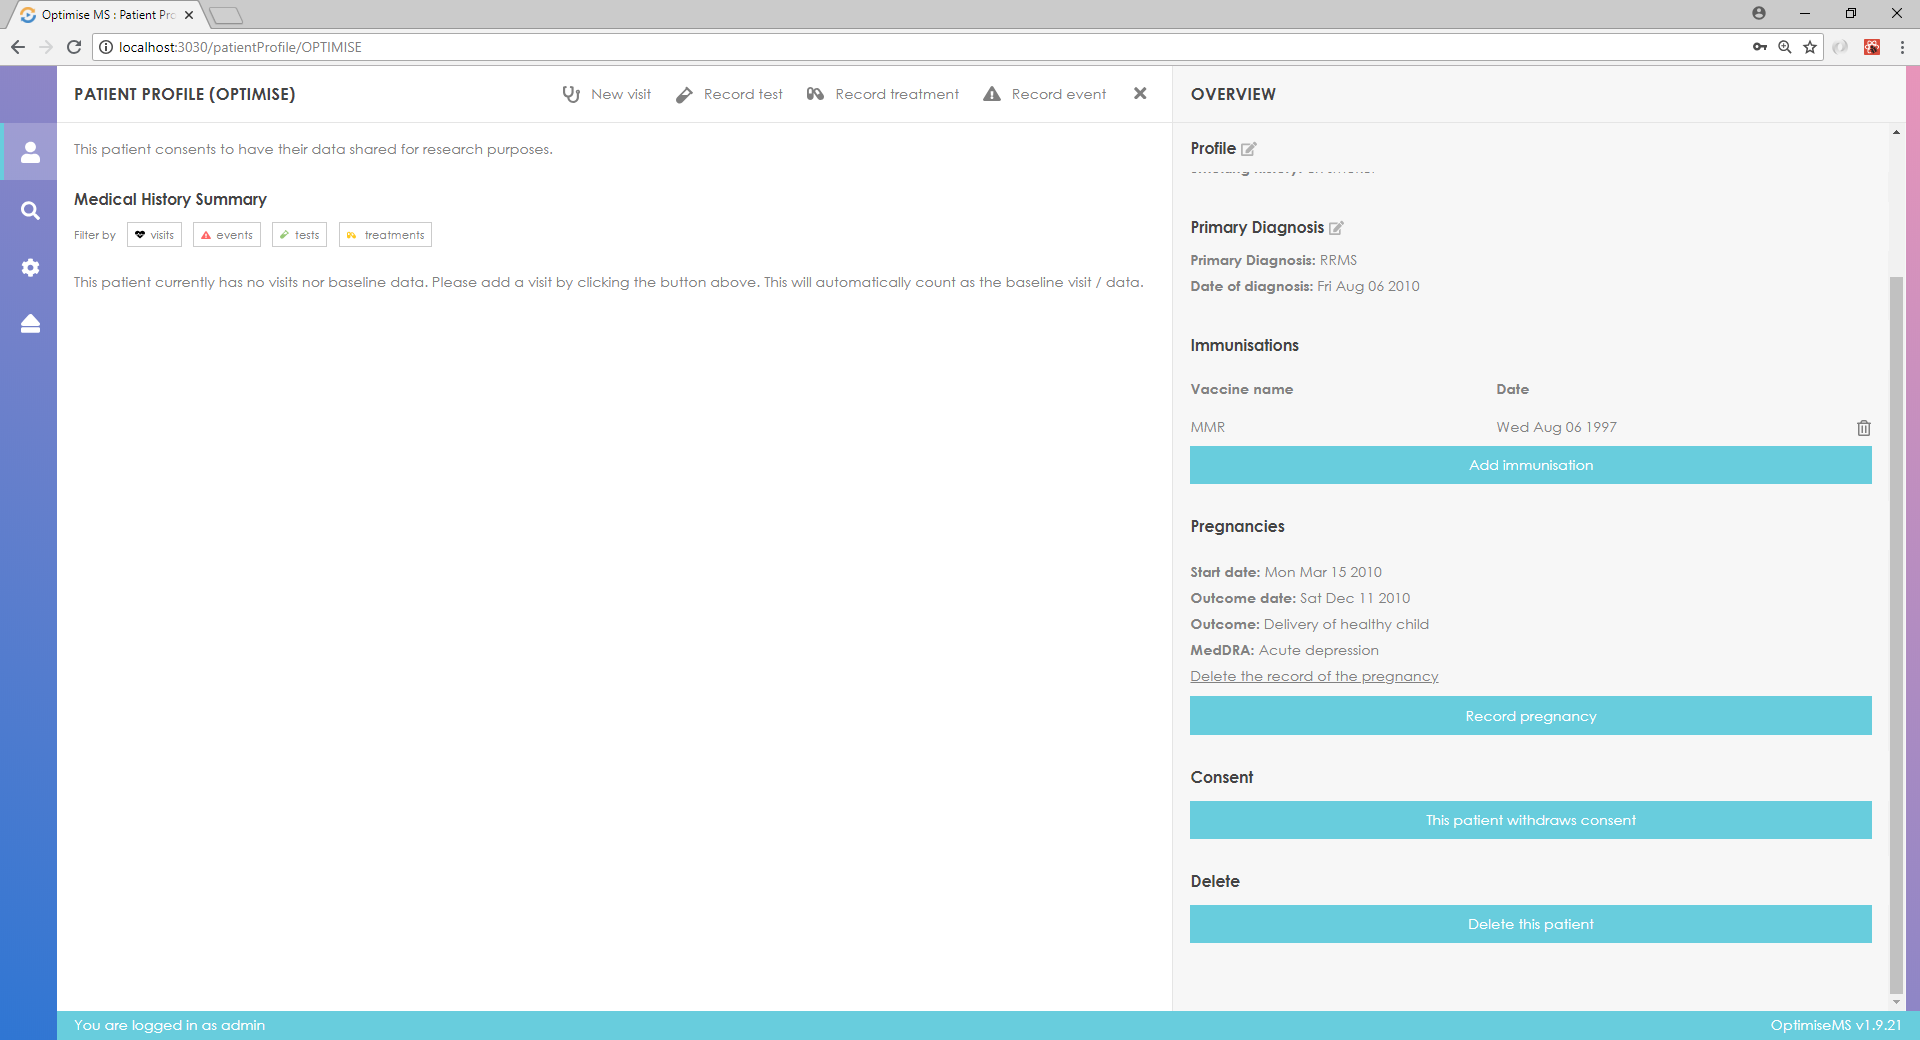 Optimise MS : Patient Pro
localhost:3030/patientProfile/OPTIMISE
PATIENT PROFILE (OPTIMISE)
New visit
Record test
Record treatment
Record event
This patient consents to have their data shared for research purposes.
Medical History Summary
Filter by
visits
events
tests
treatments
This patient currently has no visits nor baseline data. Please add a visit by clicking the button above. This will automatically count as the baseline visit / data.
OVERVIEW
Profile
Primary Diagnosis
Primary Diagnosis: RRMS
Date of diagnosis: Fri Aug 06 2010
Immunisations
Vaccine name Date
MMR Wed Aug 06 1997
Add immunisation
Pregnancies
Start date: Mon Mar 15 2010
Outcome date: Sat Dec 11 2010
Outcome: Delivery of healthy child
MedDRA: Acute depression
Delete the record of the pregnancy
Record pregnancy
Consent
This patient withdraws consent
Delete
Delete this patient
You are logged in as admin
OptimiseMS v1.9.21